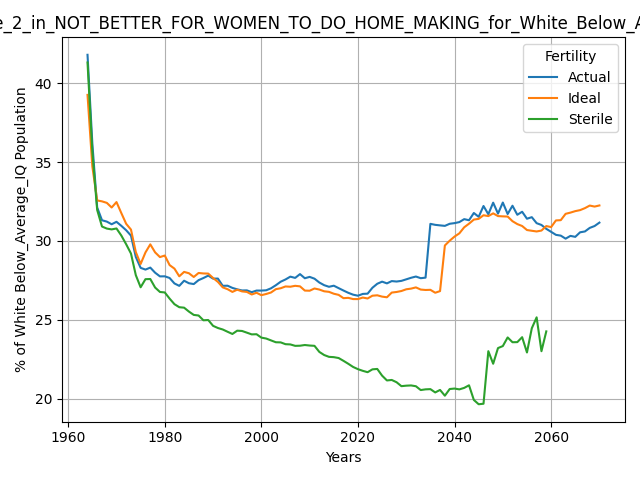 e_2_in_NOT_BETTER_FOR_WOMEN_TO_DO_HOME_MAKING_for_White_Below_A
Fertility
Actual
Ideal
Sterile
% of White Below_Average_IQ Population
40
35
30
25
20
1960
1980
2000
2020
2040
2060
Years